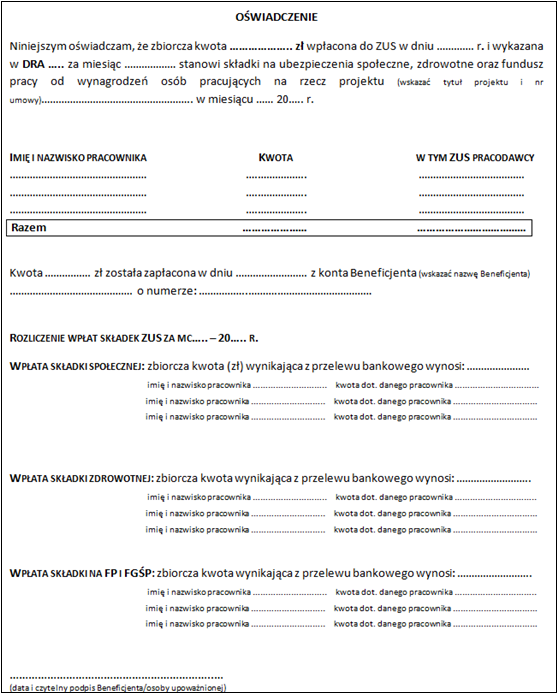 OŚWIADCZENIE
Niniejszym oświadczam, że zbiorcza kwota ………………. zł wpłacona do ZUS w dniu …………. r. i wykazana
w DRA ….. za miesiąc …………….. stanowi składki na ubezpieczenia społeczne, zdrowotne oraz fundusz
pracy od wynagrodzeń osób pracujących na rzecz projektu (wskazać tytuł projektu i nr
umowy)…………………………………………… w miesiącu …… 20….. r.
IMIĘ I NAZWISKO PRACOWNIKA KWOTA W TYM ZUS PRACODAWCY
………………………………………. ……………….. ………………………………
………………………………………. ……………….. ………………………………
………………………………………. ……………….. ………………………………
Razem ………………… ………………………………
Kwota …………… zł została zapłacona w dniu …………………… z konta Beneficjenta (wskazać nazwę Beneficjenta)
…………………………………… o numerze: …………………………………………………
ROZLICZENIE WPŁAT SKŁADEK ZUS ZA MC….. – 20….. R.
WPŁATA SKŁADKI SPOŁECZNEJ: zbiorcza kwota (zł) wynikająca z przelewu bankowego wynosi: …………………
imię i nazwisko pracownika ………………………… kwota dot. danego pracownika ……………………………
imię i nazwisko pracownika ………………………… kwota dot. danego pracownika ……………………………
imię i nazwisko pracownika ………………………… kwota dot. danego pracownika ……………………………
WPŁATA SKŁADKI ZDROWOTNEJ: zbiorcza kwota wynikająca z przelewu bankowego wynosi: …………………….
imię i nazwisko pracownika ………………………… kwota dot. danego pracownika ……………………………
imię i nazwisko pracownika ………………………… kwota dot. danego pracownika ……………………………
imię i nazwisko pracownika ………………………… kwota dot. danego pracownika ……………………………
WPŁATA SKŁADKI NA FP I FGŚP: zbiorcza kwota wynikająca z przelewu bankowego wynosi: …………………….
imię i nazwisko pracownika ………………………… kwota dot. danego pracownika ……………………………
imię i nazwisko pracownika ………………………… kwota dot. danego pracownika ……………………………
imię i nazwisko pracownika ………………………… kwota dot. danego pracownika ……………………………
………………………………………………………………
(data i czytelny podpis Beneficjenta/osoby upoważnionej)